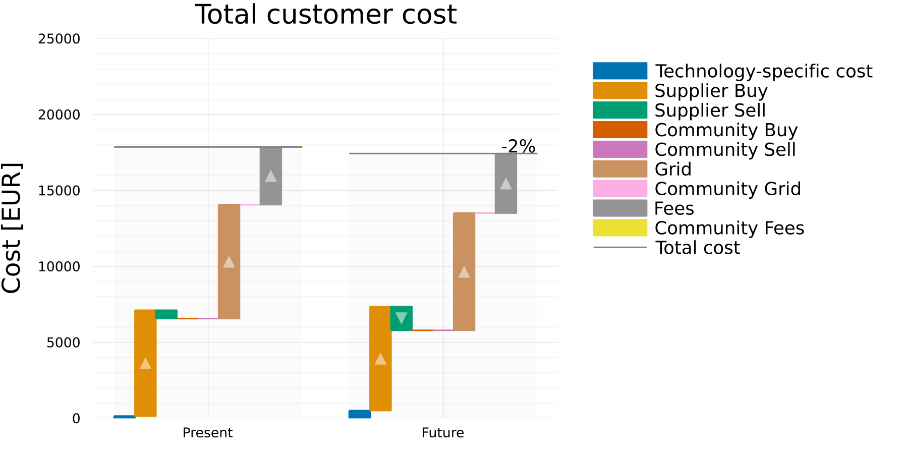 Total customer cost
25000
20000
15000
10000
5000
0
Cost [EUR]
-2%
Present
Future
Technology-specific cost
Supplier Buy
Supplier Sell
Community Buy
Community Sell
Grid
Community Grid
Fees
Community Fees
Total cost